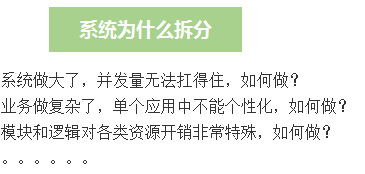 系统为什么拆分
系统做大了，并发量无法扛得住，如何做？
业务做复杂了，单个应用中不能个性化，如何做？
模块和逻辑对各类资源开销非常特殊，如何做？
。。。。。。